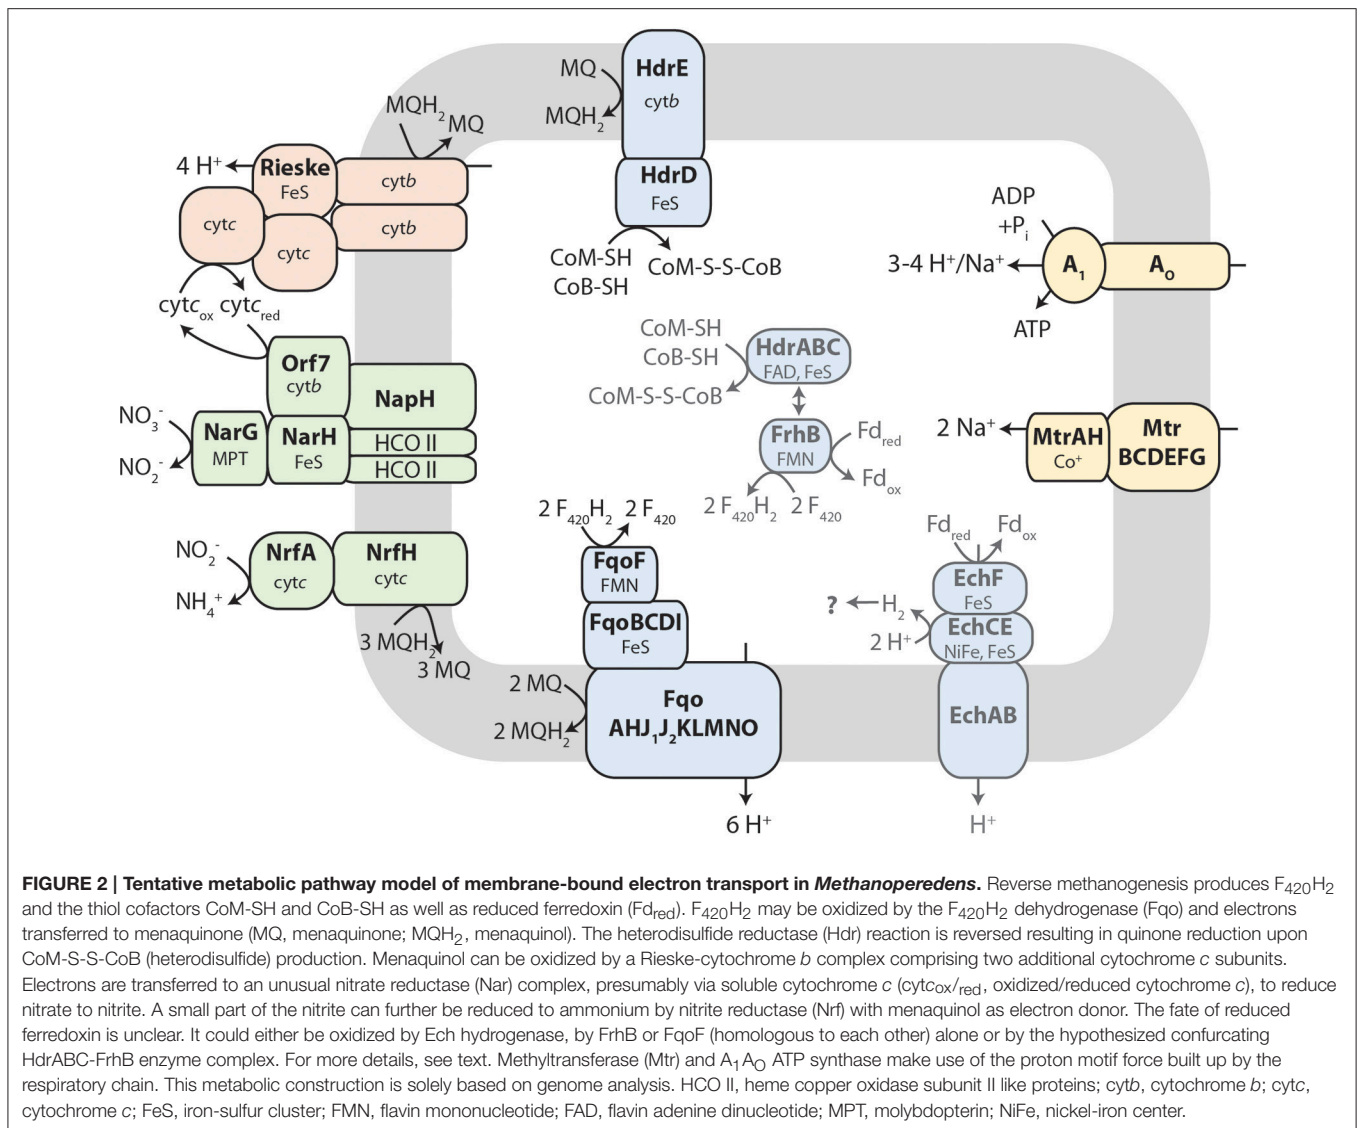 HdrE
cytb
MQ
MQH2
HdrD
FeS
CoM-SH
CoB-SH
CoM-S-S-CoB
MQH2
MQ
4 H+
Rieske
FeS
cytb
cytc
cytc
cytb
cytcox cytcred
Orf7
cytb
NapH
NO3-
NO2-
NarG
MPT
NarH
FeS
HCO II
HCO II
NO2-
NH4+
NrfA
cytc
NrfH
cytc
3 MQH2
3 MQ
ADP
+Pi
3-4 H+/Na+
A1
AO
ATP
2 Na+
MtrAH
Co+
Mtr
BCDEFG
CoM-SH
CoB-SH
CoM-S-S-CoB
HdrABC
FAD, FeS
FrhB
FMN
Fdred
Fdox
2 F420H2 2 F420
2 F420H2 2 F420
FqoF
FMN
FqoBCDI
FeS
2 MQ
2 MQH2
Fqo
AHJ1J2KLMNO
6 H+
Fdred
Fdox
EchF
FeS
? H2
2 H+
EchCE
NiFe, FeS
EchAB
H+
FIGURE 2 | Tentative metabolic pathway model of membrane-bound electron transport in Methanoperedens. Reverse methanogenesis produces F420H2
and the thiol cofactors CoM-SH and CoB-SH as well as reduced ferredoxin (Fdred). F420H2 may be oxidized by the F420H2 dehydrogenase (Fqo) and electrons
transferred to menaquinone (MQ, menaquinone; MQH2, menaquinol). The heterodisulfide reductase (Hdr) reaction is reversed resulting in quinone reduction upon
CoM-S-S-CoB (heterodisulfide) production. Menaquinol can be oxidized by a Rieske-cytochrome b complex comprising two additional cytochrome c subunits.
Electrons are transferred to an unusual nitrate reductase (Nar) complex, presumably via soluble cytochrome c (cytcox/red, oxidized/reduced cytochrome c), to reduce
nitrate to nitrite. A small part of the nitrite can further be reduced to ammonium by nitrite reductase (Nrf) with menaquinol as electron donor. The fate of reduced
ferredoxin is unclear. It could either be oxidized by Ech hydrogenase, by FrhB or FqoF (homologous to each other) alone or by the hypothesized confurcating
HdrABC-FrhB enzyme complex. For more details, see text. Methyltransferase (Mtr) and A1AO ATP synthase make use of the proton motif force built up by the
respiratory chain. This metabolic construction is solely based on genome analysis. HCO II, heme copper oxidase subunit II like proteins; cytb, cytochrome b; cytc,
cytochrome c; FeS, iron-sulfur cluster; FMN, flavin mononucleotide; FAD, flavin adenine dinucleotide; MPT, molybdopterin; NiFe, nickel-iron center.